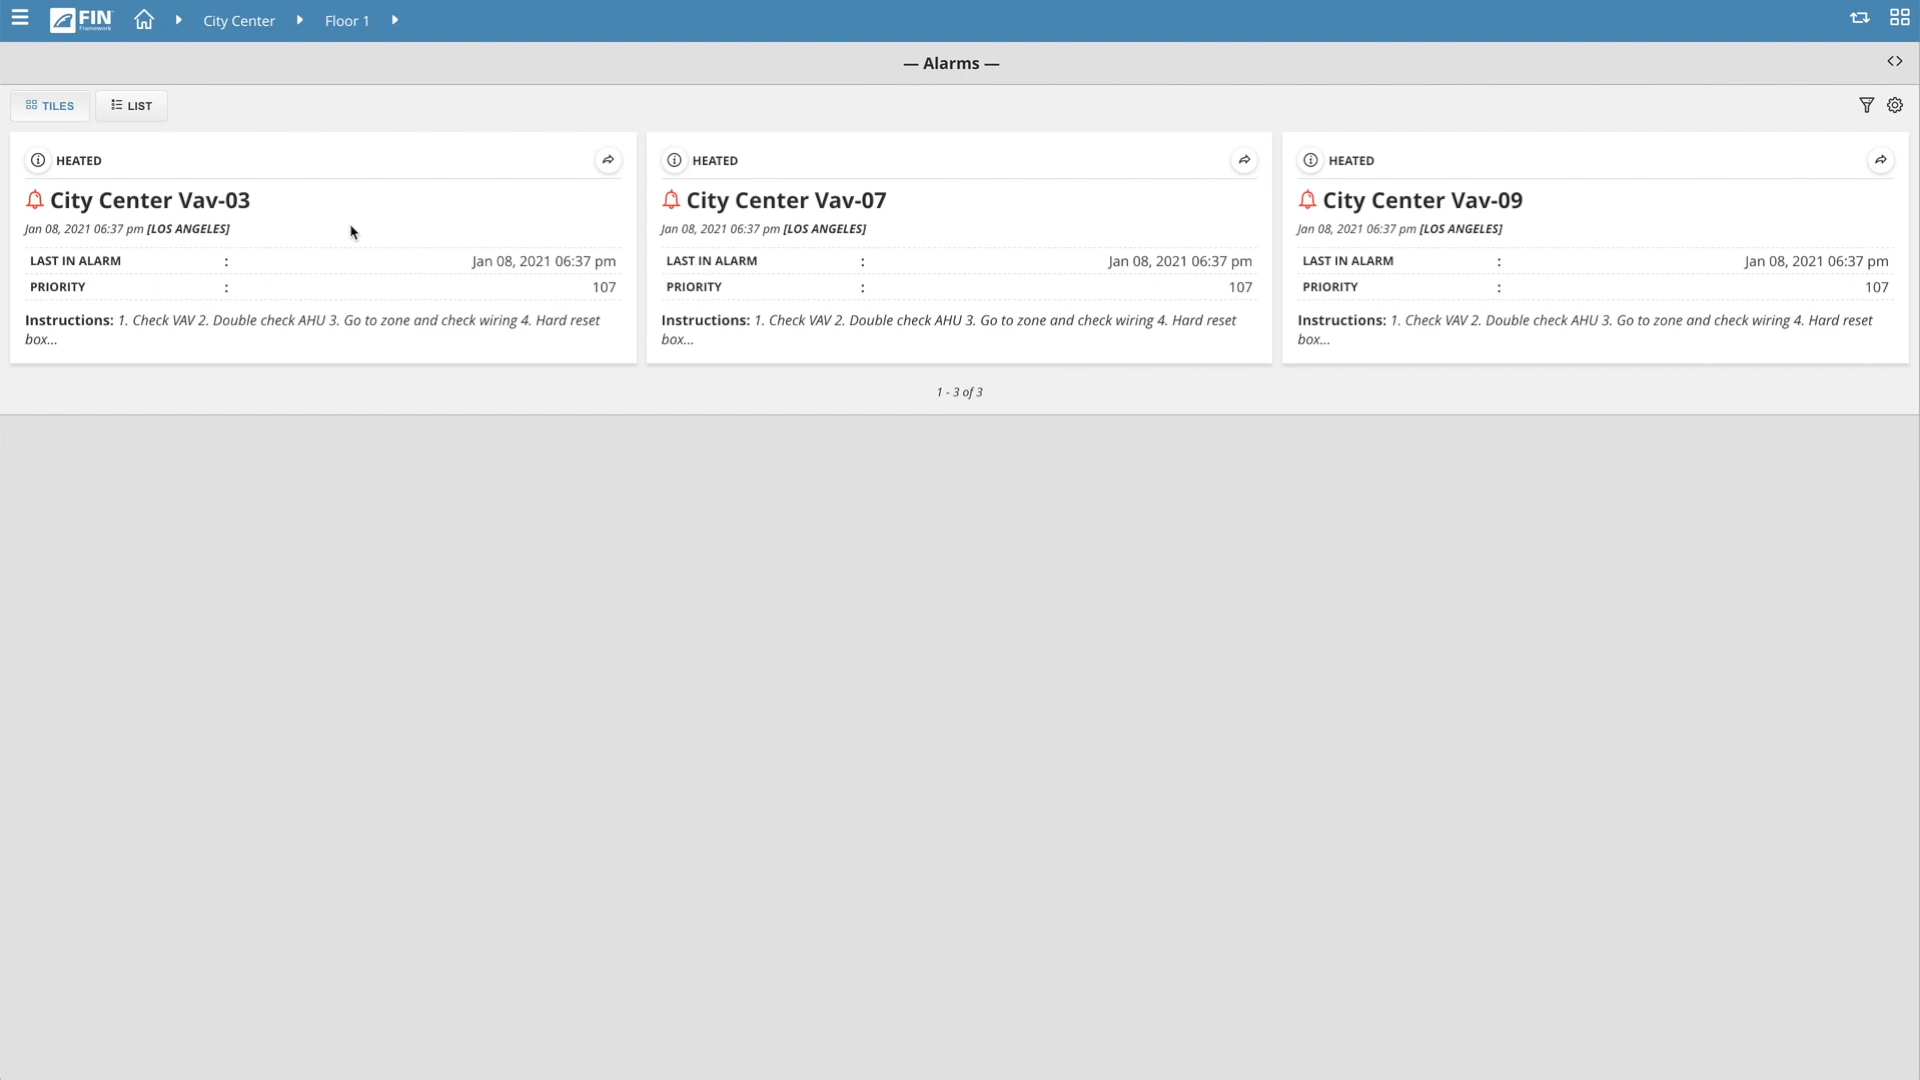 FIN
Framework
City Center
Floor 1
— Alarms —
TILES
LIST
HEATED
City Center Vav-03
Jan 08, 2021 06:37 pm [LOS ANGELES]
LAST IN ALARM : Jan 08, 2021 06:37 pm
PRIORITY : 107
Instructions: 1. Check VAV 2. Double check AHU 3. Go to zone and check wiring 4. Hard reset
box...
HEATED
City Center Vav-07
Jan 08, 2021 06:37 pm [LOS ANGELES]
LAST IN ALARM : Jan 08, 2021 06:37 pm
PRIORITY : 107
Instructions: 1. Check VAV 2. Double check AHU 3. Go to zone and check wiring 4. Hard reset
box...
HEATED
City Center Vav-09
Jan 08, 2021 06:37 pm [LOS ANGELES]
LAST IN ALARM : Jan 08, 2021 06:37 pm
PRIORITY : 107
Instructions: 1. Check VAV 2. Double check AHU 3. Go to zone and check wiring 4. Hard reset
box...
1 - 3 of 3